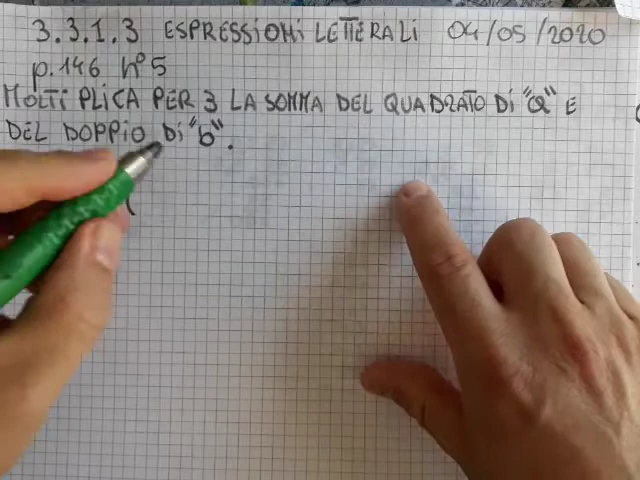 3.3.1.3 ESPRESSIONI LETTERALI 04/05/2020
p.146 n°5
MOLTIPLICA PER 3 LA SOMMA DEL QUADRATO DI "a" E
DEL DOPPIO DI "b".
(